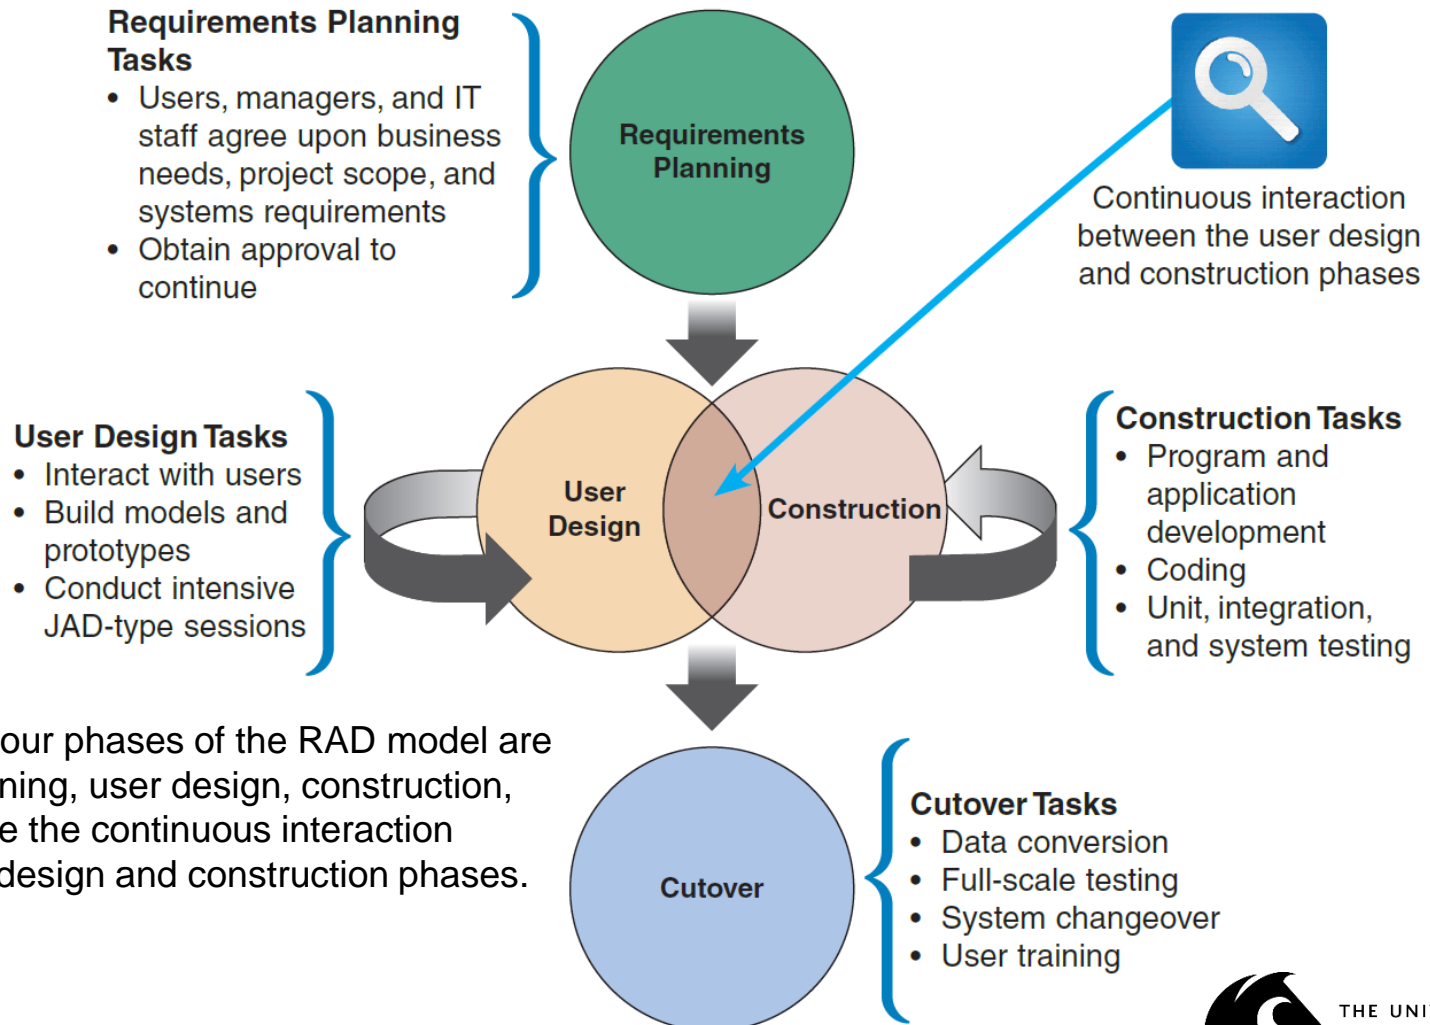 Requirements Planning
Tasks
• Users, managers, and IT
staff agree upon business
needs, project scope, and
systems requirements
• Obtain approval to
continue
Requirements
Planning
Continuous interaction
between the user design
and construction phases
User Design Tasks
• Interact with users
• Build models and
prototypes
• Conduct intensive
JAD-type sessions
User
Design
Construction
Construction Tasks
• Program and
application
development
• Coding
• Unit, integration,
and system testing
our phases of the RAD model are
ning, user design, construction,
e the continuous interaction
design and construction phases.
Cutover
Cutover Tasks
• Data conversion
• Full-scale testing
• System changeover
• User training
THE UNI